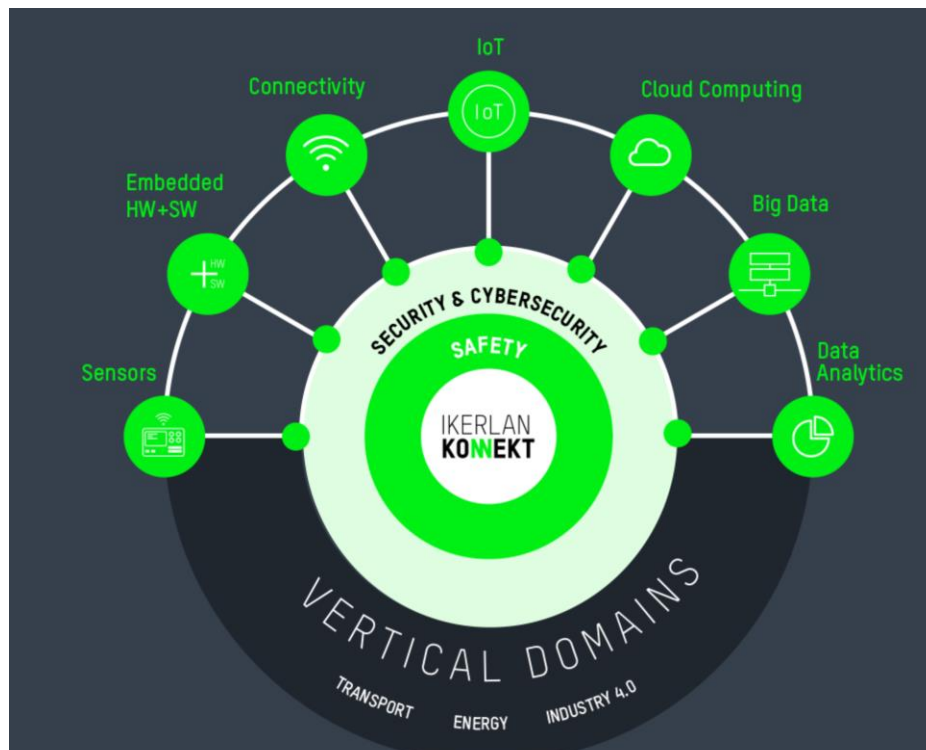 IoT
IoT
Connectivity
Cloud Computing
Embedded
HW+SW
HW
SW
Big Data
Sensors
Data
Analytics
SECURITY & CYBERSECURITY
SAFETY
IKERLAN
KONNEKT
VERTICAL DOMAINS
TRANSPORT ENERGY INDUSTRY 4.0